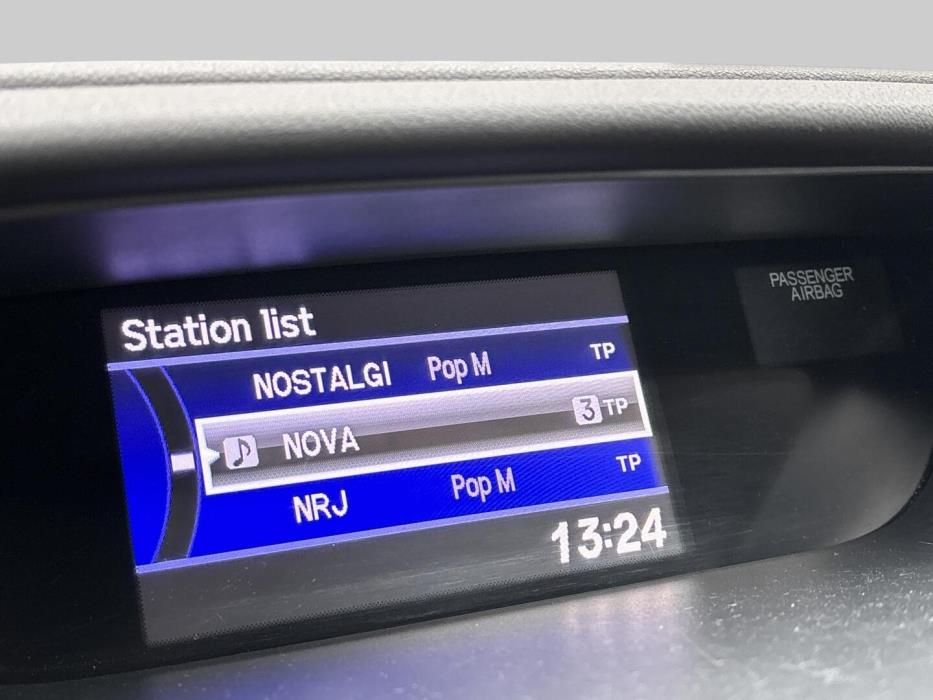 PASSENGER
AIRBAG
Station list
NOSTALGI Pop M TP
NOVA 3 TP
NRJ Pop M TP
13:24